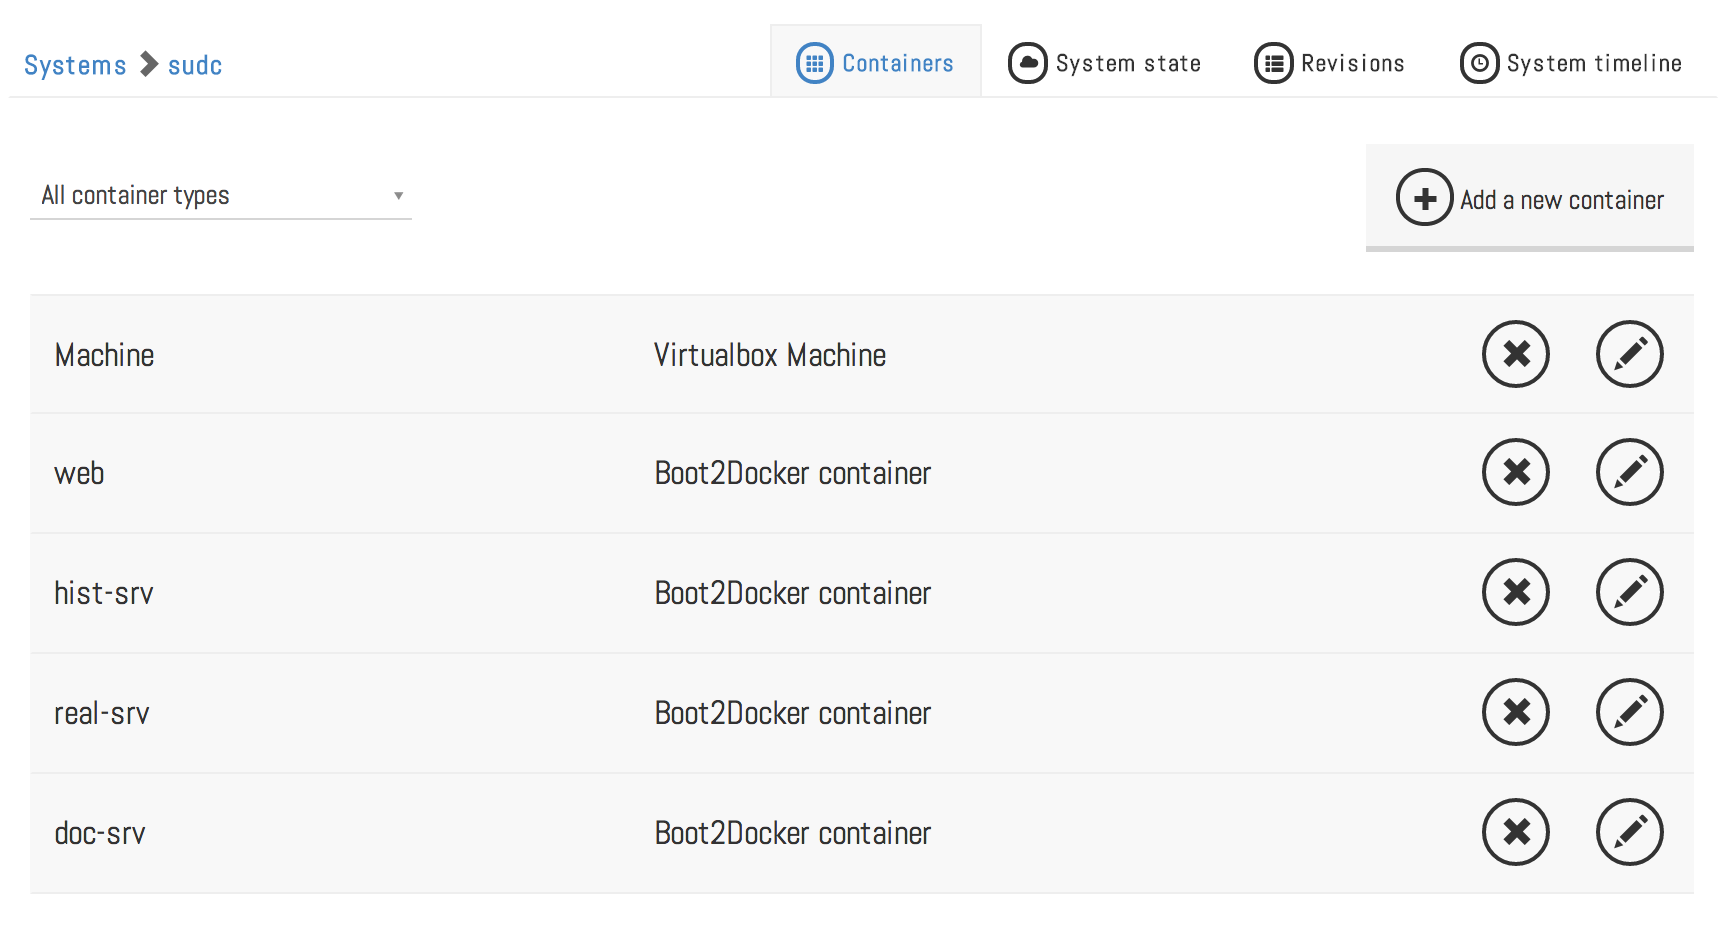 Systems sudc
Containers
System state
Revisions
System timeline
All container types
Add a new container
Machine Virtualbox Machine
web Boot2Docker container
hist-srv Boot2Docker container
real-srv Boot2Docker container
doc-srv Boot2Docker container